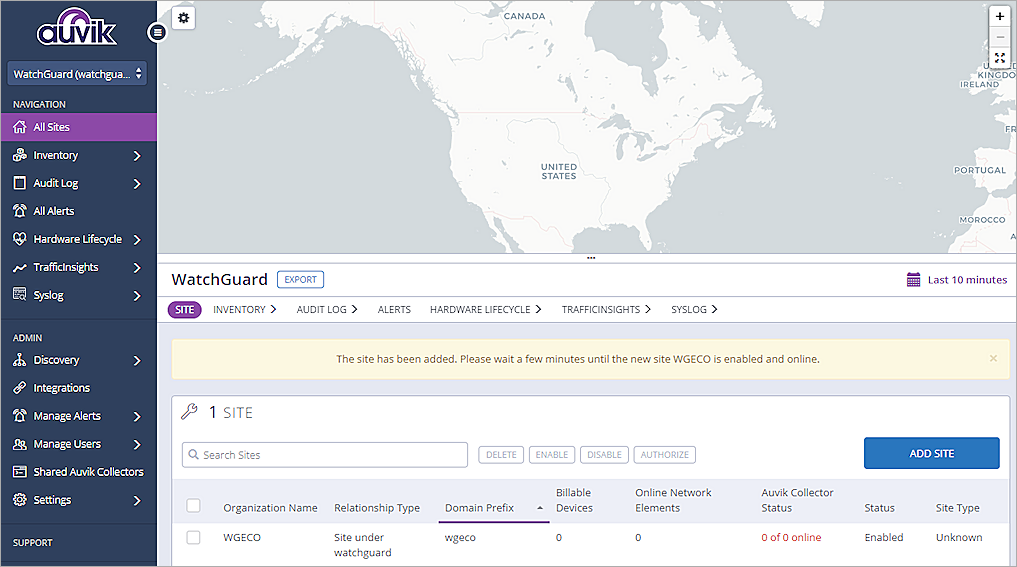 auvik
WatchGuard (watchgua...
NAVIGATION
All Sites
Inventory
Audit Log
All Alerts
Hardware Lifecycle
TrafficInsights
Syslog
ADMIN
Discovery
Integrations
Manage Alerts
Manage Users
Shared Auvik Collectors
Settings
SUPPORT
CANADA
UNITED
STATES
UNITED
KINGDO
IRELAND
FR
PORTUGAL
MOROCCO
A
+
−
WatchGuard EXPORT Last 10 minutes
SITE INVENTORY AUDIT LOG ALERTS HARDWARE LIFECYCLE TRAFFICINSIGHTS SYSLOG
The site has been added. Please wait a few minutes until the new site WGECO is enabled and online. ×
1 SITE
Search Sites DELETE ENABLE DISABLE AUTHORIZE ADD SITE
Organization Name Relationship Type Domain Prefix Billable Devices Online Network Elements Auvik Collector Status Status Site Type
WGECO Site under watchguard wgeco 0 0 0 of 0 online Enabled Unknown